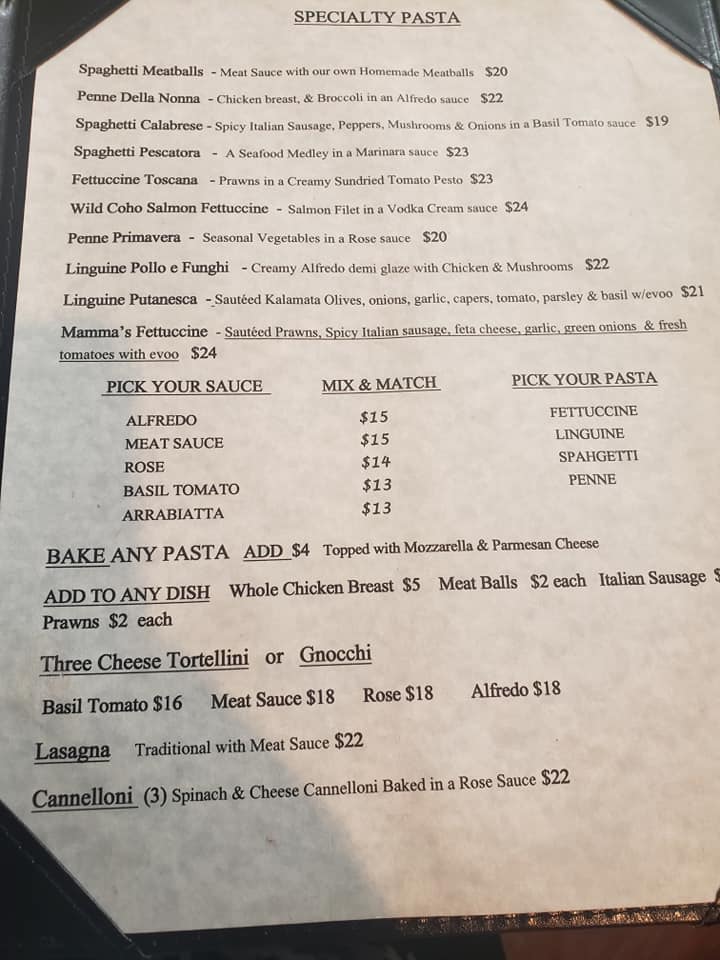 SPECIALTY PASTA
Spaghetti Meatballs - Meat Sauce with our own Homemade Meatballs $20
Penne Della Nonna - Chicken breast, & Broccoli in an Alfredo sauce $22
Spaghetti Calabrese - Spicy Italian Sausage, Peppers, Mushrooms & Onions in a Basil Tomato sauce $19
Spaghetti Pescatora - A Seafood Medley in a Marinara sauce $23
Fettuccine Toscana - Prawns in a Creamy Sundried Tomato Pesto $23
Wild Coho Salmon Fettuccine - Salmon Filet in a Vodka Cream sauce $24
Penne Primavera - Seasonal Vegetables in a Rose sauce $20
Linguine Pollo e Funghi - Creamy Alfredo demi glaze with Chicken & Mushrooms $22
Linguine Putanesca - Sautéed Kalamata Olives, onions, garlic, capers, tomato, parsley & basil w/evoo $21
Mamma's Fettuccine - Sautéed Prawns, Spicy Italian sausage, feta cheese, garlic, green onions & fresh
tomatoes with evoo $24
PICK YOUR SAUCE MIX & MATCH PICK YOUR PASTA
ALFREDO $15 FETTUCCINE
MEAT SAUCE $15 LINGUINE
ROSE $14 SPAHGETTI
BASIL TOMATO $13 PENNE
ARRABIATTA $13
BAKE ANY PASTA ADD $4 Topped with Mozzarella & Parmesan Cheese
ADD TO ANY DISH Whole Chicken Breast $5 Meat Balls $2 each Italian Sausage $
Prawns $2 each
Three Cheese Tortellini or Gnocchi
Basil Tomato $16 Meat Sauce $18 Rose $18 Alfredo $18
Lasagna Traditional with Meat Sauce $22
Cannelloni (3) Spinach & Cheese Cannelloni Baked in a Rose Sauce $22